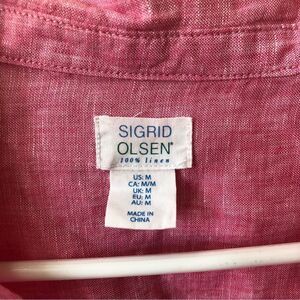 SIGRID
OLSEN®
100% linen
US: M
CA: M/M
UK: M
EU: M
AU: M
MADE IN
CHINA